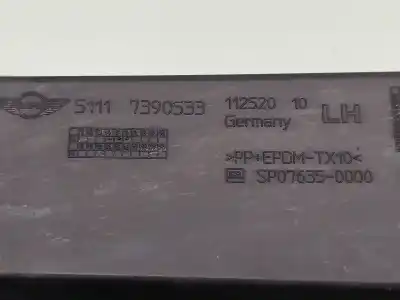 5111 7390533 112520 10 LH
Germany
>PP+EPDM-TX10<
SP07635-0000